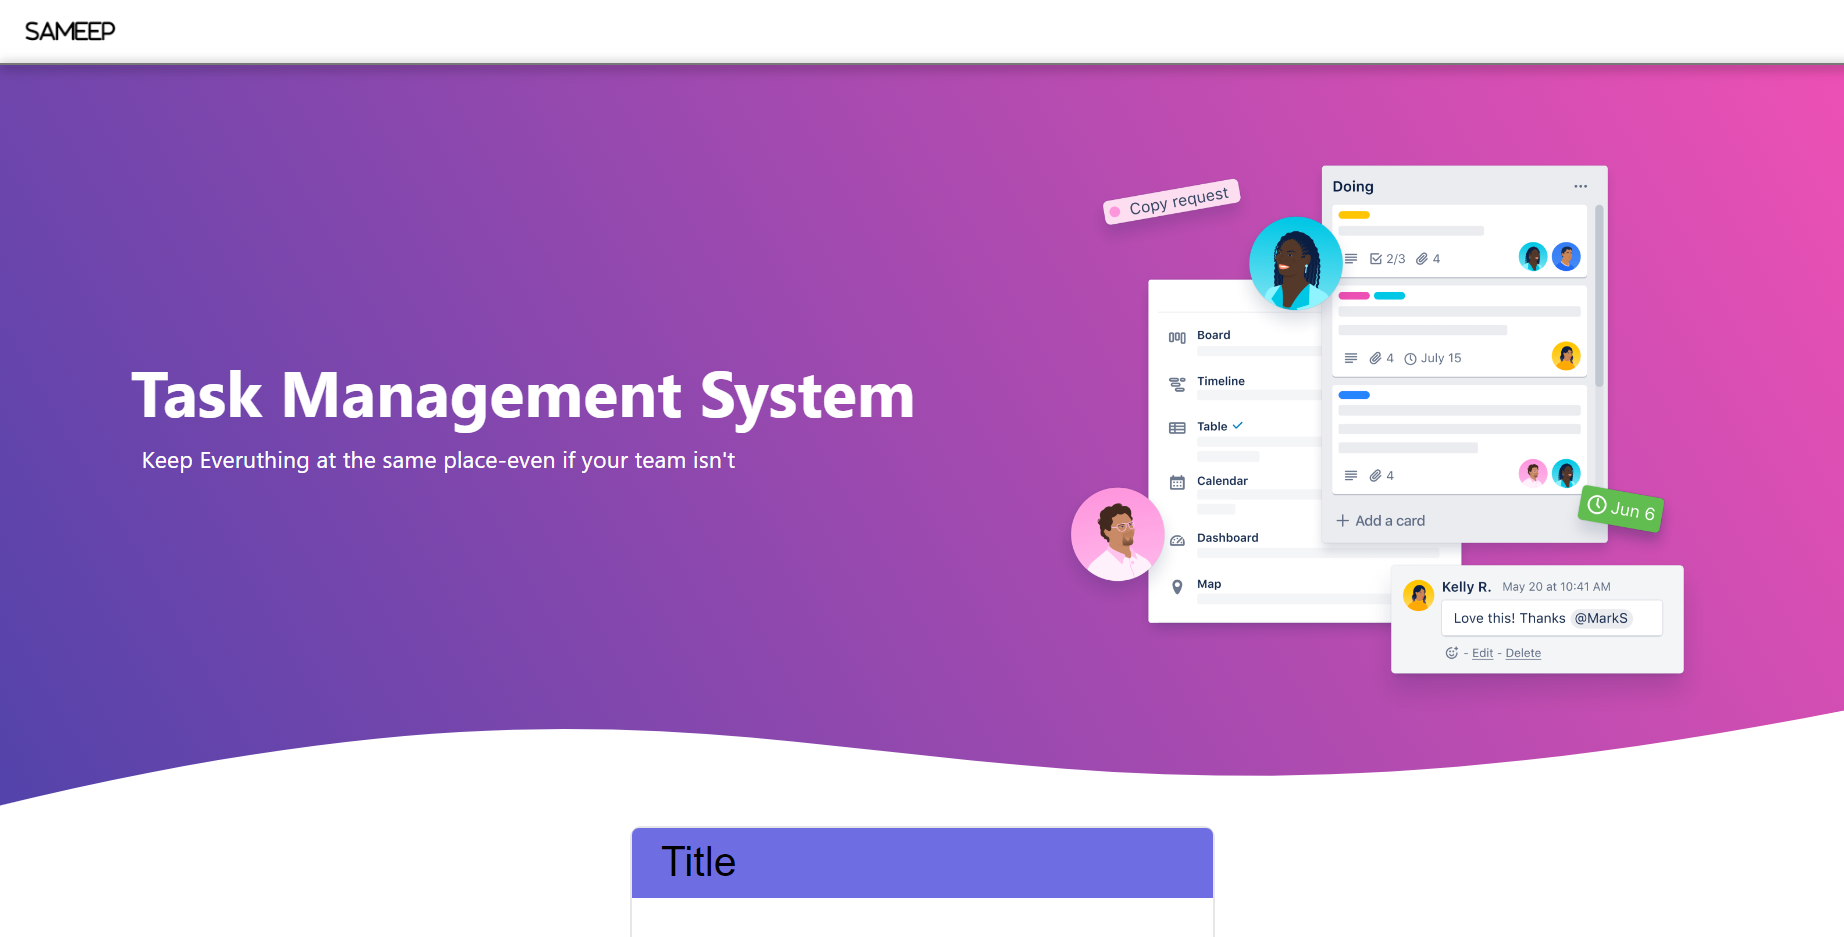 SAMEEP
Task Management System
Keep Everuthing at the same place-even if your team isn't
Copy request
Doing
2/3 4
4 July 15
4
Add a card
Jun 6
Board
Timeline
Table
Calendar
Dashboard
Map
Kelly R. May 20 at 10:41 AM
Love this! Thanks @MarkS
- Edit - Delete
Title